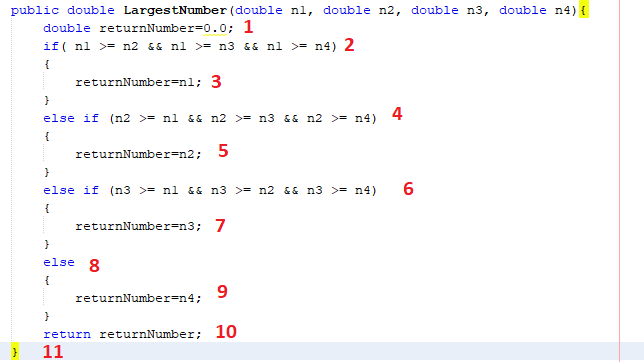 public double LargestNumber(double n1, double n2, double n3, double n4){
double returnNumber=0.0; 1
if( n1 >= n2 && n1 >= n3 && n1 >= n4) 2
{
returnNumber=n1; 3
}
else if (n2 >= n1 && n2 >= n3 && n2 >= n4) 4
{
returnNumber=n2; 5
}
else if (n3 >= n1 && n3 >= n2 && n3 >= n4) 6
{
returnNumber=n3; 7
}
else 8
{
returnNumber=n4; 9
}
return returnNumber; 10
} 11